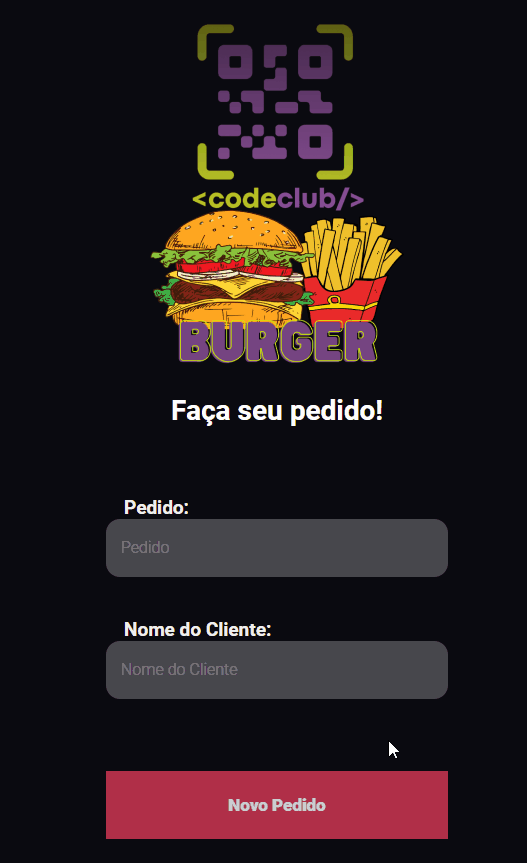 <codeclub/>
BURGER
Faça seu pedido!
Pedido:
Pedido
Nome do Cliente:
Nome do Cliente
Novo Pedido